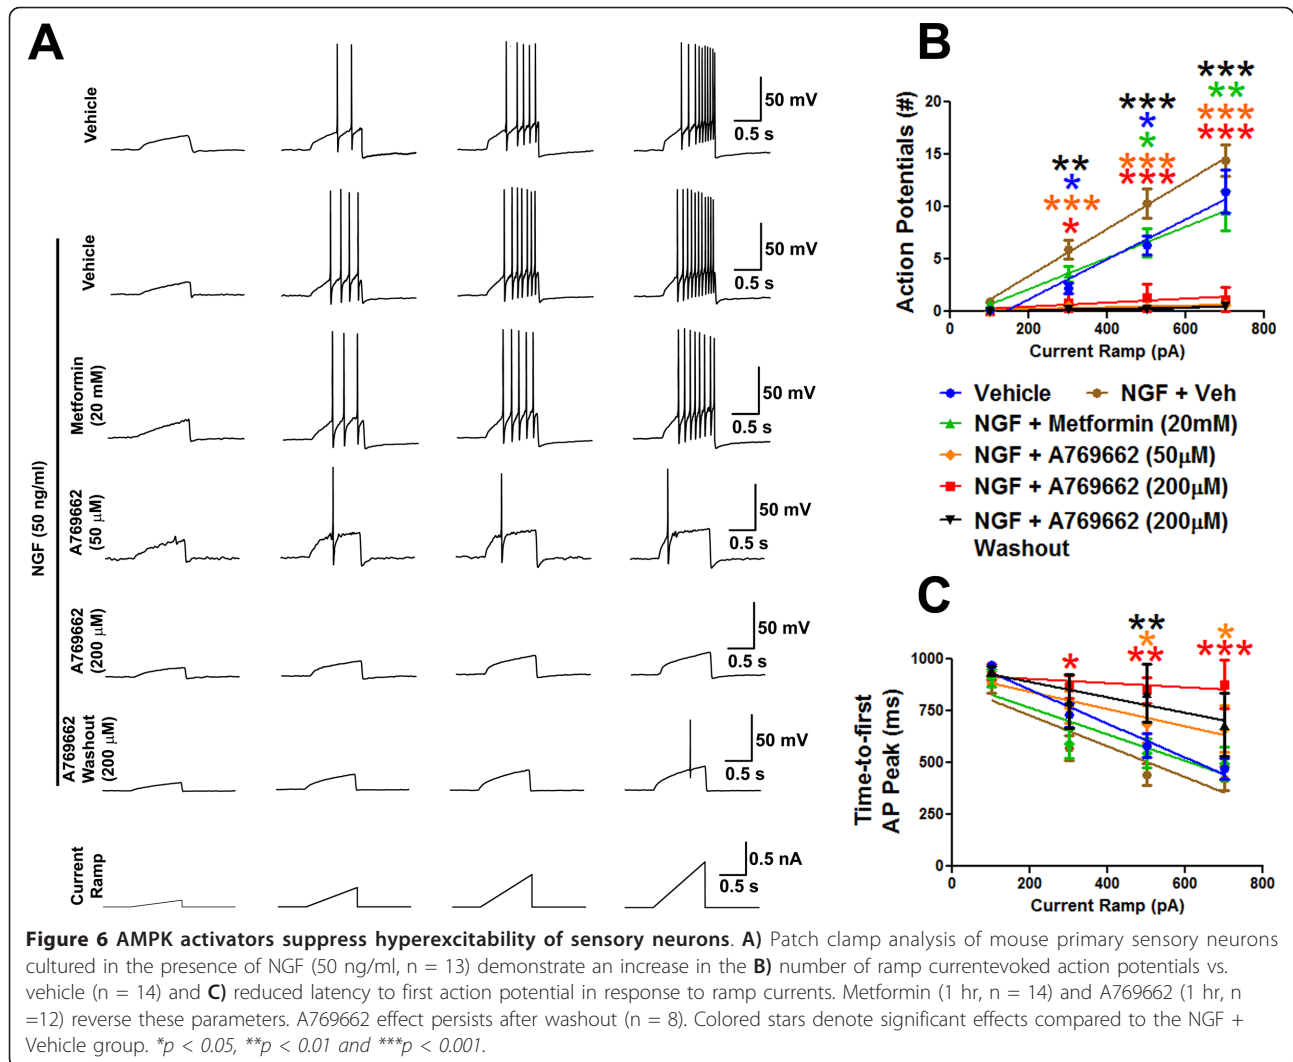 A
Vehicle
50 mV
0.5 s
NGF (50 ng/ml)
Vehicle
50 mV
0.5 s
Metformin
(20 mM)
50 mV
0.5 s
A769662
(50 µM)
50 mV
0.5 s
A769662
(200 µM)
50 mV
0.5 s
A769662
Washout
(200 µM)
50 mV
0.5 s
Current
Ramp
0.5 nA
0.5 s
B
Action Potentials (#)
20
15
10
5
0
***
**
***
***
***
*
*
***
***
**
*
***
*
0 200 400 600 800
Current Ramp (pA)
Vehicle
NGF + Veh
NGF + Metformin (20mM)
NGF + A769662 (50µM)
NGF + A769662 (200µM)
NGF + A769662 (200µM)
Washout
C
Time-to-first
AP Peak (ms)
1000
750
500
250
0
*
***
**
*
**
*
0 200 400 600 800
Current Ramp (pA)
Figure 6 AMPK activators suppress hyperexcitability of sensory neurons. A) Patch clamp analysis of mouse primary sensory neurons
cultured in the presence of NGF (50 ng/ml, n = 13) demonstrate an increase in the B) number of ramp currentevoked action potentials vs.
vehicle (n = 14) and C) reduced latency to first action potential in response to ramp currents. Metformin (1 hr, n = 14) and A769662 (1 hr, n
=12) reverse these parameters. A769662 effect persists after washout (n = 8). Colored stars denote significant effects compared to the NGF +
Vehicle group. *p < 0.05, **p < 0.01 and ***p < 0.001.